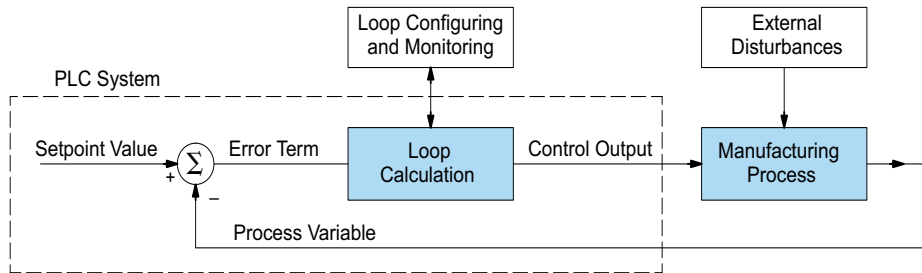 Loop Configuring
and Monitoring
External
Disturbances
PLC System
Setpoint Value
+
Σ
−
Error Term
Loop
Calculation
Control Output
Manufacturing
Process
Process Variable